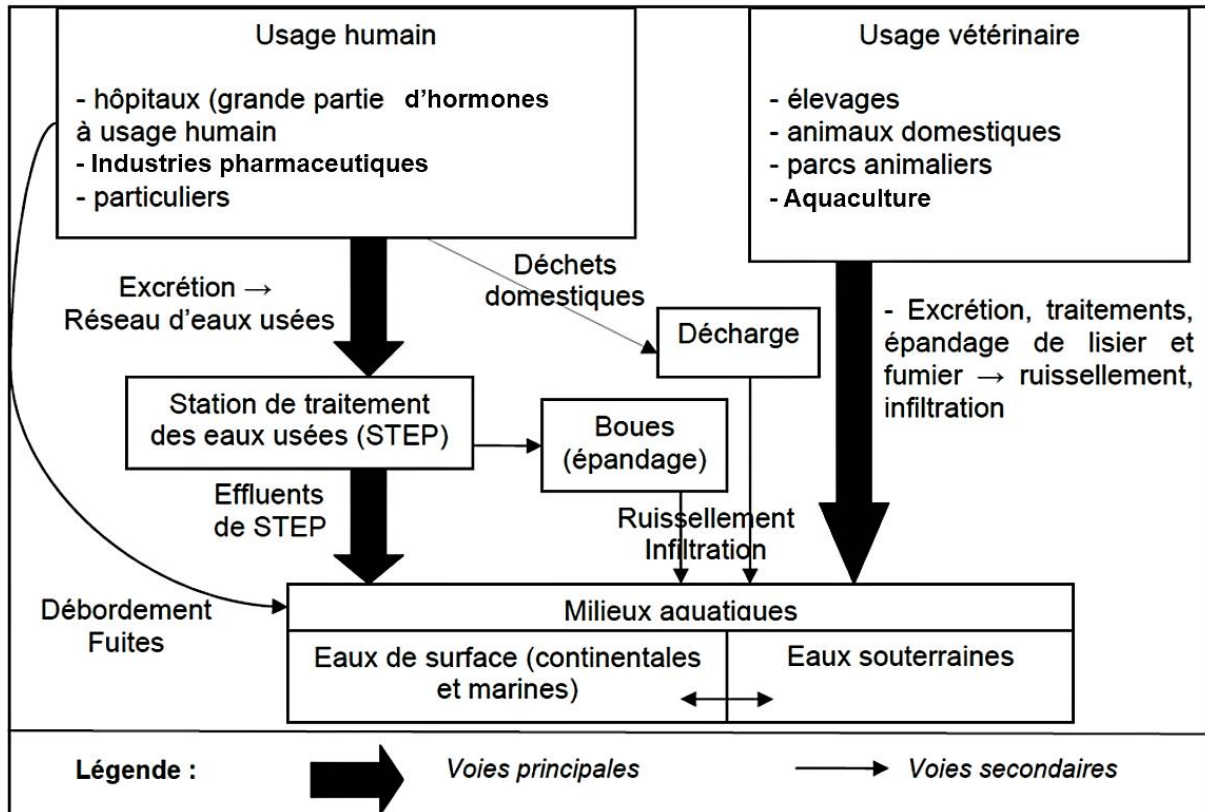 Usage humain
- hôpitaux (grande partie d’hormones
à usage humain
- Industries pharmaceutiques
- particuliers
Usage vétérinaire
- élevages
- animaux domestiques
- parcs animaliers
- Aquaculture
Excrétion →
Réseau d’eaux usées
Déchets
domestiques
Décharge
- Excrétion, traitements,
épandage de lisier et
fumier → ruissellement,
infiltration
Station de traitement
des eaux usées (STEP)
Boues
(épandage)
Effluents
de STEP
Ruissellement
Infiltration
Débordement
Fuites
Milieux aquatiques
Eaux de surface (continentales
et marines)
Eaux souterraines
Légende :
Voies principales
Voies secondaires